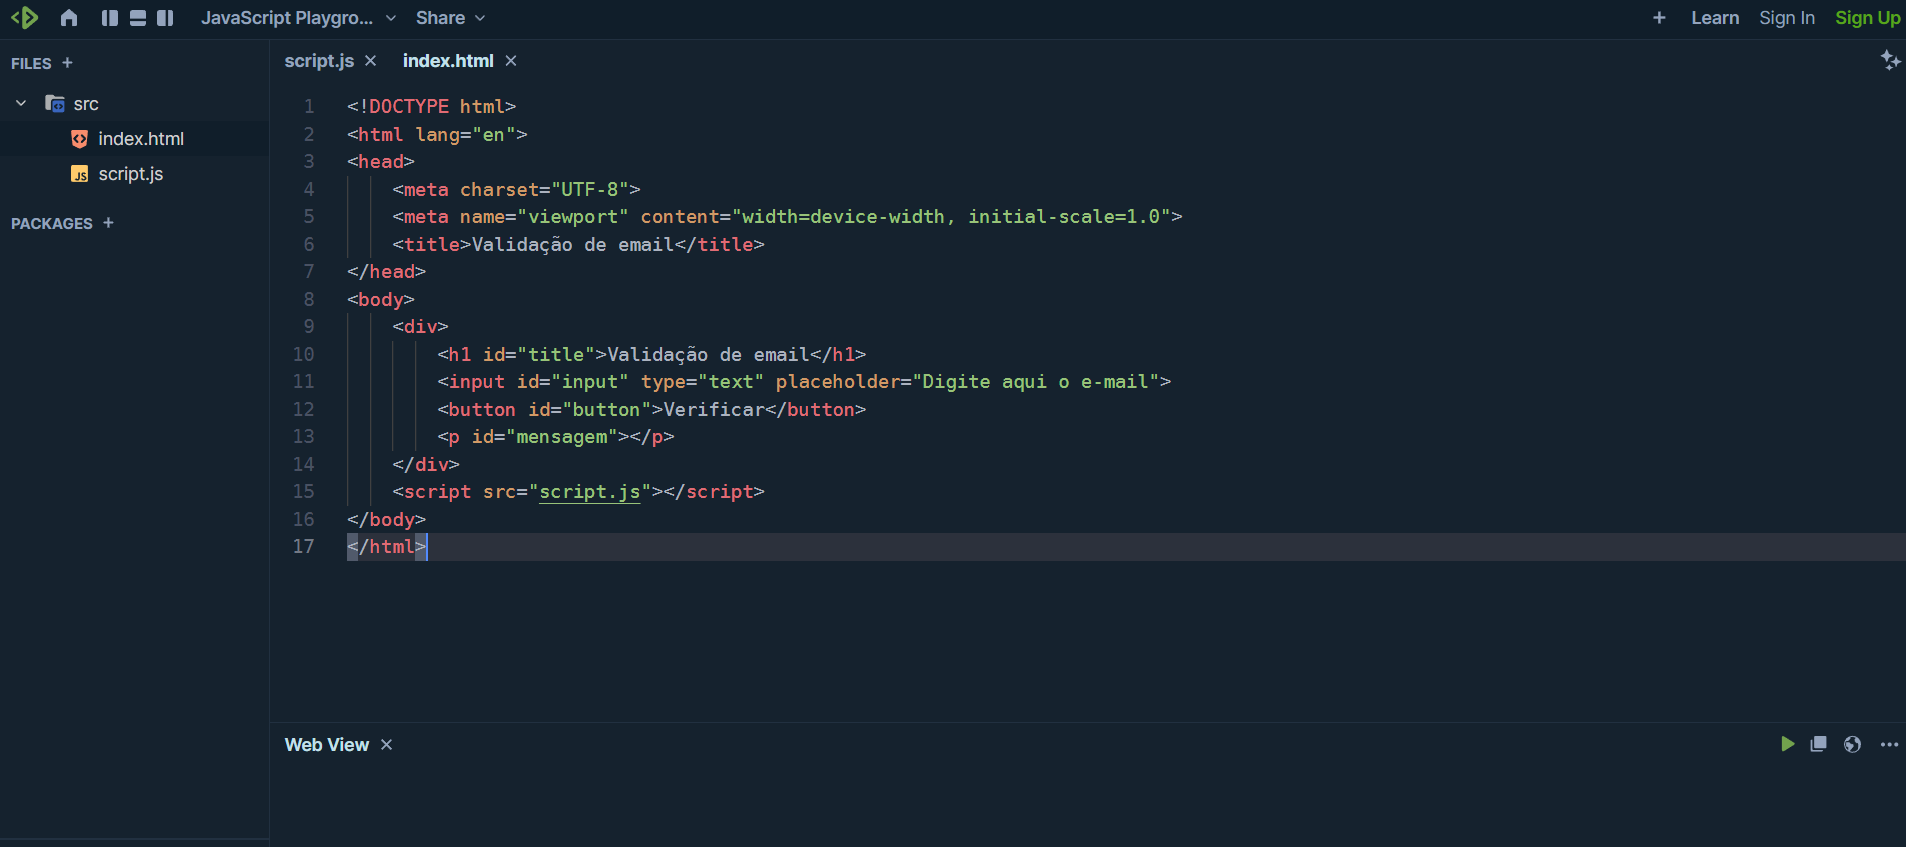 JavaScript Playgro... Share + Learn Sign In Sign Up
FILES +
src
index.html
JS script.js
PACKAGES +
script.js × index.html ×
1 <!DOCTYPE html>
2 <html lang="en">
3 <head>
4 <meta charset="UTF-8">
5 <meta name="viewport" content="width=device-width, initial-scale=1.0">
6 <title>Validação de email</title>
7 </head>
8 <body>
9 <div>
10 <h1 id="title">Validação de email</h1>
11 <input id="input" type="text" placeholder="Digite aqui o e-mail">
12 <button id="button">Verificar</button>
13 <p id="mensagem"></p>
14 </div>
15 <script src="script.js"></script>
16 </body>
17 </html>
Web View ×